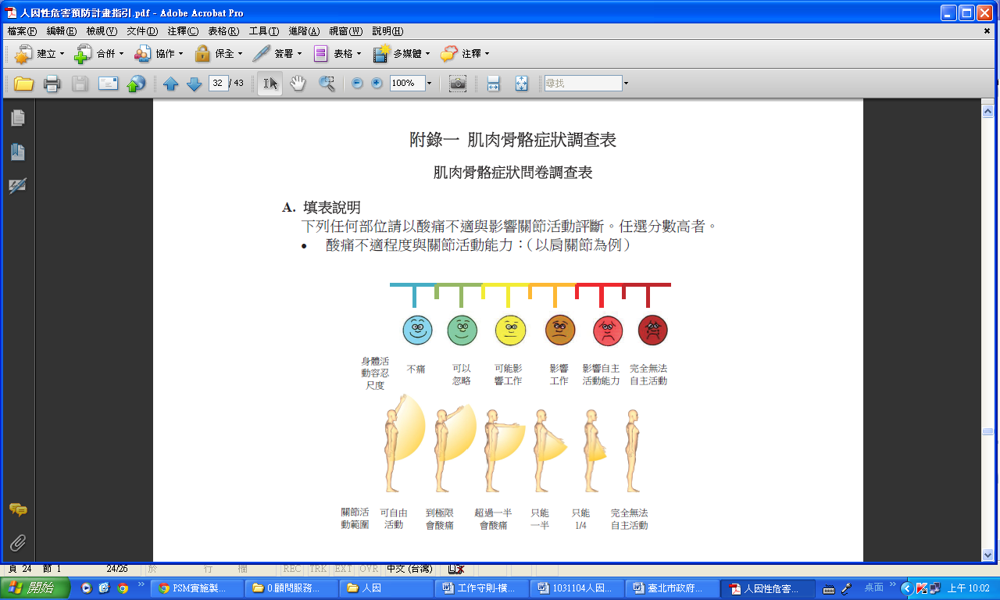 人因性危害預防計畫指引.pdf - Adobe Acrobat Pro
檔案(F) 編輯(E) 檢視(V) 文件(D) 注釋(C) 表格(R) 工具(T) 進階(A) 視窗(W) 說明(H)
建立 合併 協作 保全 簽署 表格 多媒體 注釋
32 / 43 100% 尋找
附錄一 肌肉骨骼症狀調查表
肌肉骨骼症狀問卷調查表
A. 填表說明
下列任何部位請以酸痛不適與影響關節活動評斷。任選分數高者。
• 酸痛不適程度與關節活動能力：(以肩關節為例)
身體活動容忍尺度 不痛 可以忽略 可能影響工作 影響工作 影響自主活動能力 完全無法自主活動
關節活動範圍 可自由活動 到極限會酸痛 超過一半會酸痛 只能一半 只能1/4 完全無法自主活動
頁 24 節 1 24/26 於 行 欄 REC TRK EXT OVR 中文 (台灣)
開始 PSM實施製... 0.顧問服務... 人因 工作守則-橫... 1031104人因... 臺北市政府... 人因性危害... 桌面 上午 10:02